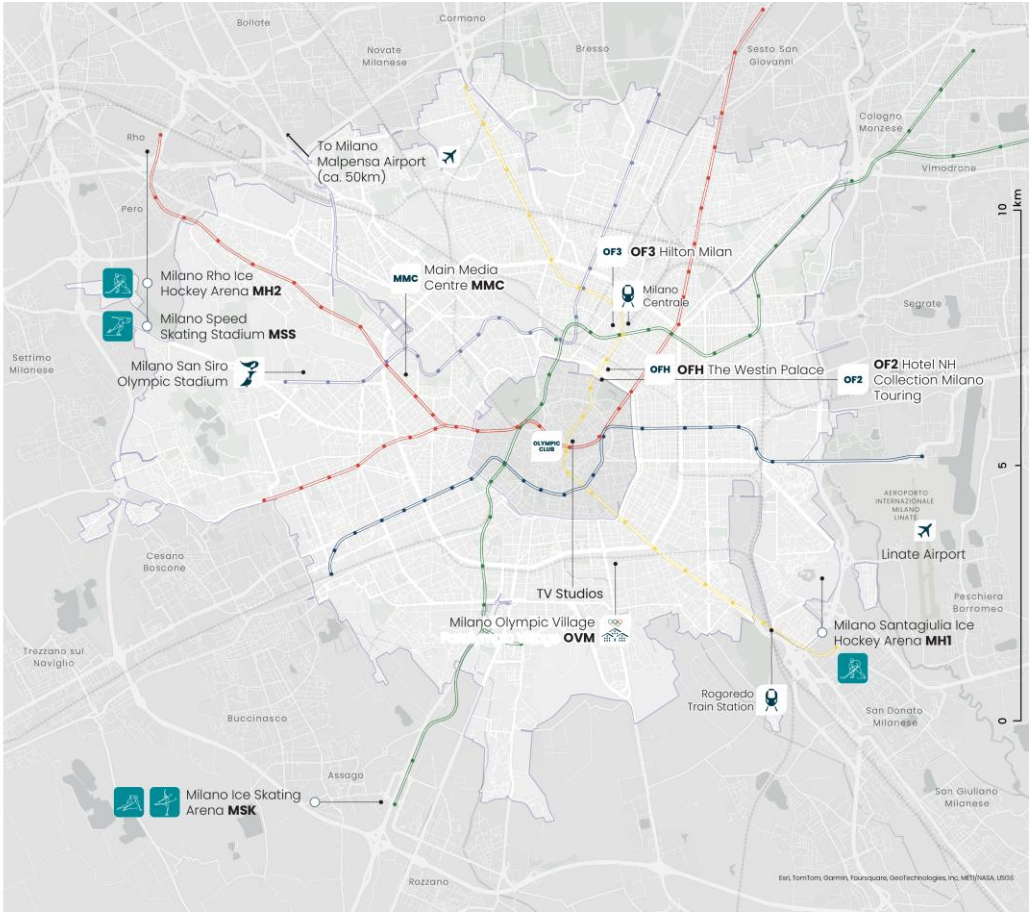 Bollate
Cormano
Novate
Milanese
Bresso
Sesto San
Giovanni
Cologno
Monzese
Vimodrone
Rho
To Milano
Malpensa Airport
(ca. 50km)
Pero
10
km
OF3
OF3 Hilton Milan
MMC
Main Media
Centre MMC
Milano
Centrale
Milano Rho Ice
Hockey Arena MH2
Segrate
Milano Speed
Skating Stadium MSS
Settimo
Milanese
Milano San Siro
Olympic Stadium
OFH
OFH The Westin Palace
OF2
OF2 Hotel NH
Collection Milano
Touring
OLYMPIC
CLUB
5
AEROPORTO
INTERNAZIONALE
MILANO
LINATE
Linate Airport
Cesano
Boscone
TV Studios
Peschiera
Borromeo
Milano Olympic Village
OVM
Milano Santagiulia Ice
Hockey Arena MH1
Trezzano sul
Naviglio
Rogoredo
Train Station
San Donato
Milanese
0
Buccinasco
Assago
Milano Ice Skating
Arena MSK
San Giuliano
Milanese
Rozzano
Esri, TomTom, Garmin, Foursquare, GeoTechnologies, Inc, METI/NASA, USGS